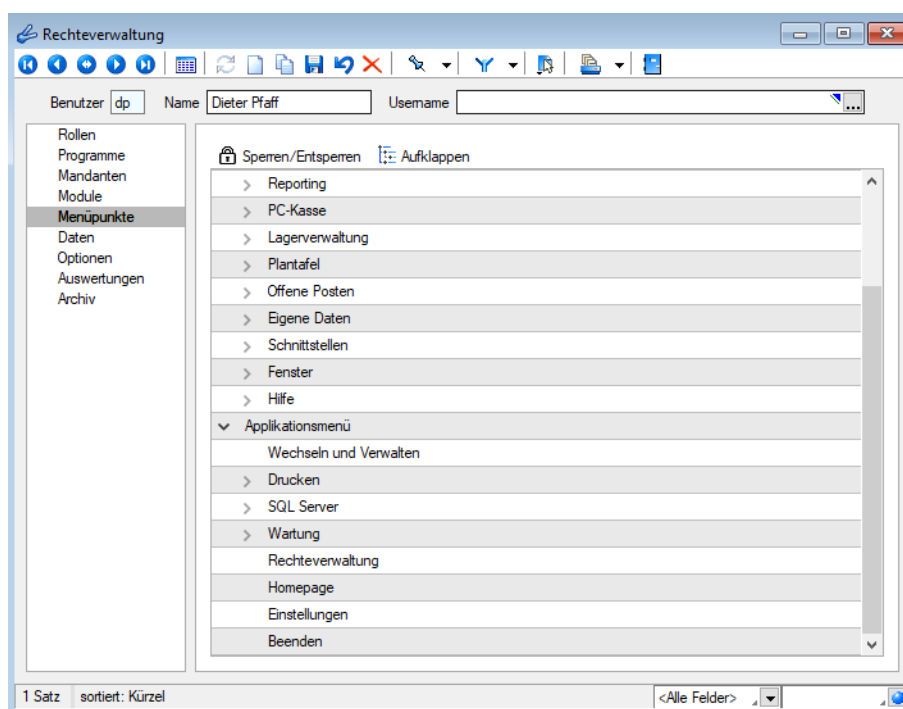 Rechteverwaltung
Benutzer dp Name Dieter Pfaff Username ...
Rollen
Programme
Mandanten
Module
Menüpunkte
Daten
Optionen
Auswertungen
Archiv
Sperren/Entsperren Aufklappen
Reporting
PC-Kasse
Lagerverwaltung
Plantafel
Offene Posten
Eigene Daten
Schnittstellen
Fenster
Hilfe
Applikationsmenü
Wechseln und Verwalten
Drucken
SQL Server
Wartung
Rechteverwaltung
Homepage
Einstellungen
Beenden
1 Satz sortiert: Kürzel <Alle Felder>